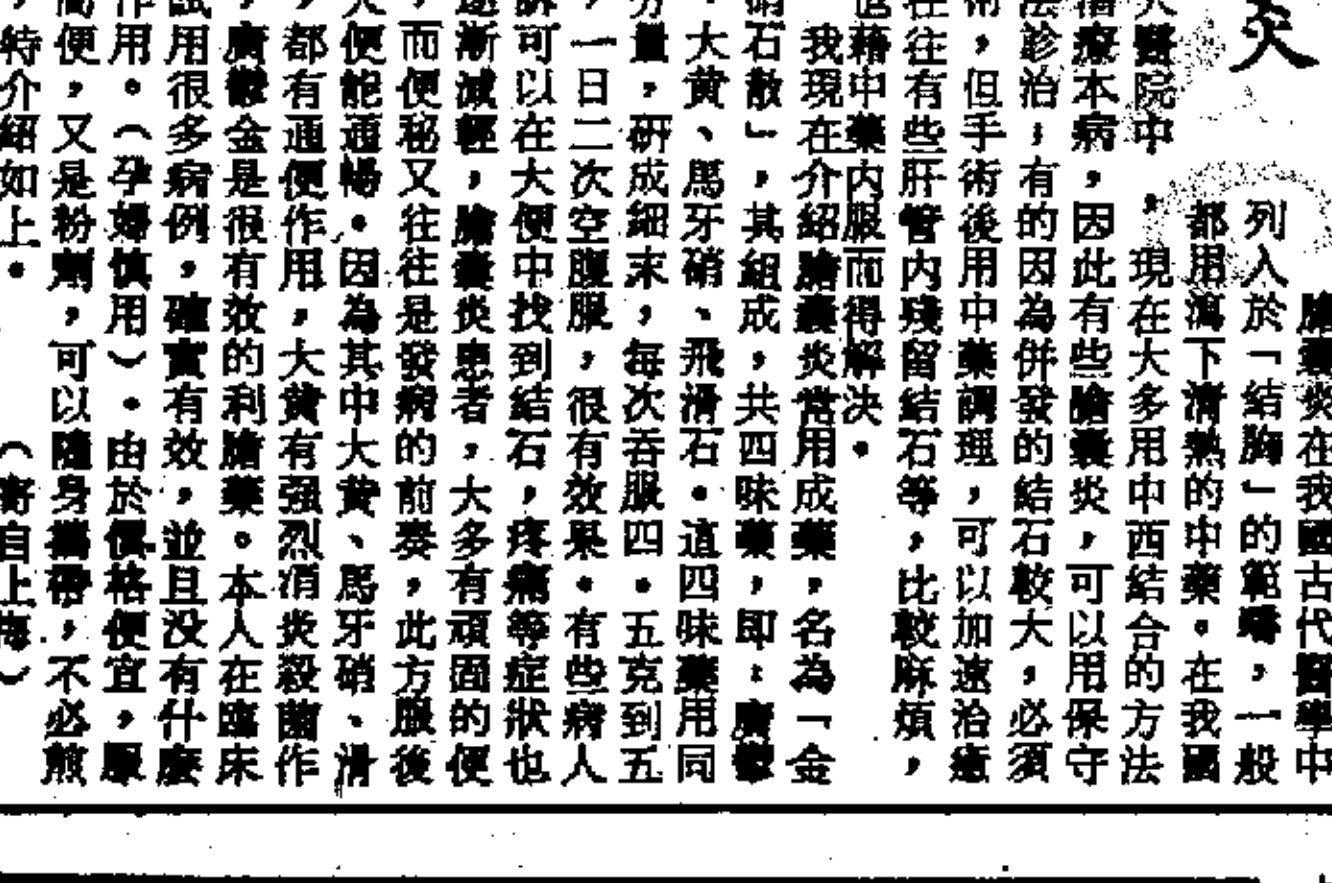 炎
膽囊炎在我國古代醫學中
列入於「結胸」的範疇，一般
都用瀉下清熱的中藥。在我國
人醫院中，現在大多用中西結合的方法
療本病，因此有些膽囊炎，可以用保守
法診治；有的因為併發的結石較大，必須
術，但手術後用中藥調理，可以加速治癒
往往有些肝管內殘留結石等，比較麻煩，
藉中藥內服而得解決。
我現在介紹膽囊炎常用成藥，名為「金
硝石散」，其組成，共四味藥，即：廣鬱
、大黃、馬牙硝、飛滑石。道四味藥用同
量，研成細末，每次吞服四．五克到五
，一日二次空腹服，很有效果。有些病人
可以在大便中找到結石，疼痛等症狀也
逐漸減輕，膽囊炎患者，大多有頑固的便
，而便秘又往往是發病的前奏，此方服後
大便能通暢。因為其中大黃、馬牙硝、滑
，都有通便作用，大黃有强烈消炎殺菌作
，廣鬱金是很有效的利膽藥。本人在臨床
試用很多病例，確實有效，並且没有什麽
作用。（孕婦慎用）。由於價格便宜，服
便，又是粉劑，可以隨身攜帶，不必煎
，特介紹如上。（寄自上海）